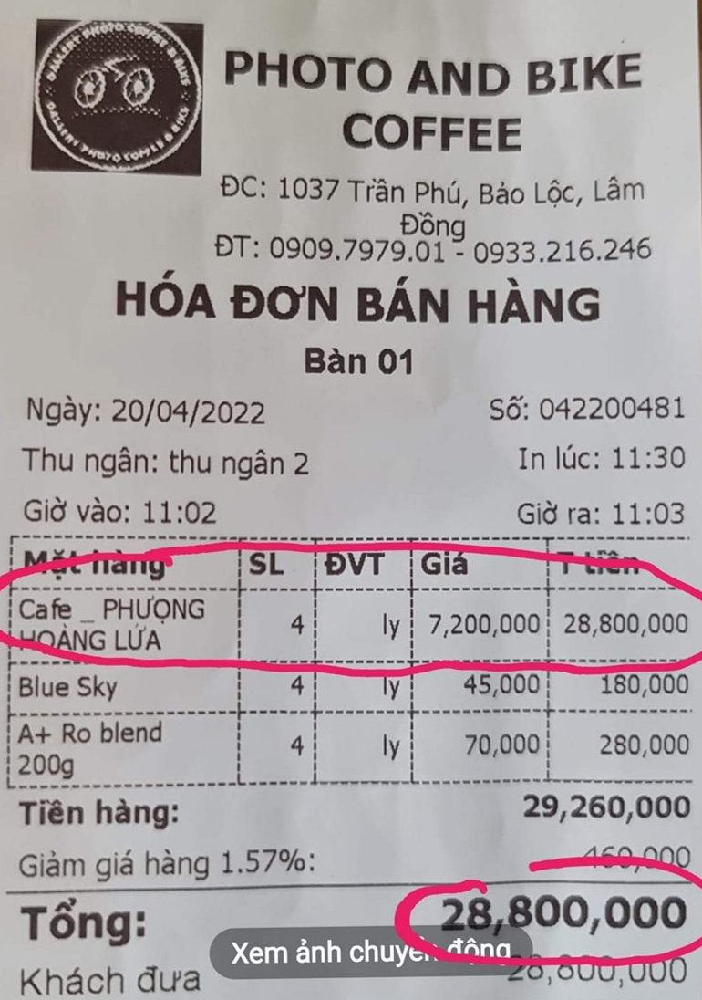 GALLERY PHOTO COFFEE & BIKE
GALLERY PHOTO COFFEE & BIKE
PHOTO AND BIKE
COFFEE
ĐC: 1037 Trần Phú, Bảo Lộc, Lâm
Đồng
ĐT: 0909.7979.01 - 0933.216.246
HÓA ĐƠN BÁN HÀNG
Bàn 01
Ngày: 20/04/2022 Số: 042200481
Thu ngân: thu ngân 2 In lúc: 11:30
Giờ vào: 11:02 Giờ ra: 11:03
Mặt hàng SL ĐVT Giá T tiền
Cafe _ PHƯỢNG
HOÀNG LỬA 4 ly 7,200,000 28,800,000
Blue Sky 4 ly 45,000 180,000
A+ Ro blend
200g 4 ly 70,000 280,000
Tiền hàng: 29,260,000
Giảm giá hàng 1.57%: 460,000
Tổng: 28,800,000
Xem ảnh chuyển động
Khách đưa 28,800,000